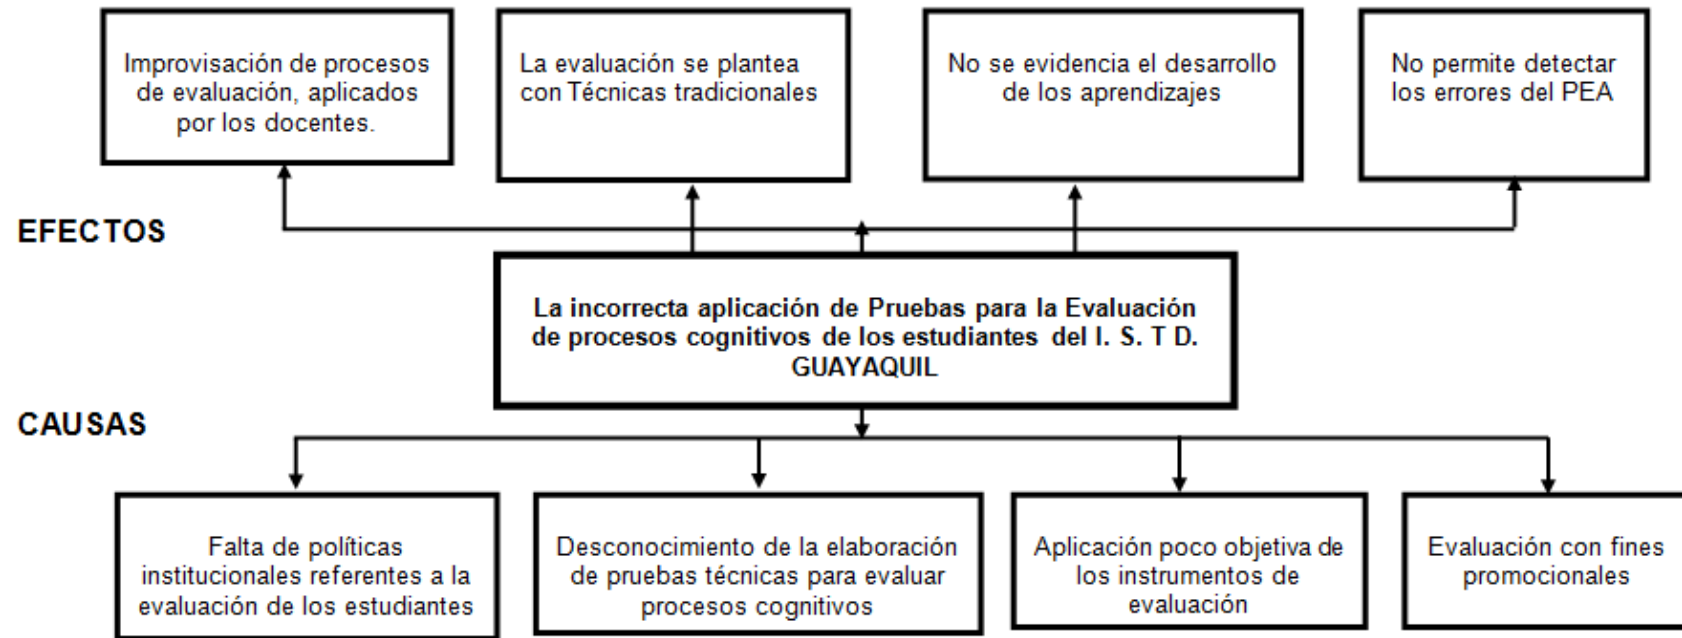 Improvisación de procesos
de evaluación, aplicados
por los docentes.
La evaluación se plantea
con Técnicas tradicionales
No se evidencia el desarrollo
de los aprendizajes
No permite detectar
los errores del PEA
EFECTOS
La incorrecta aplicación de Pruebas para la Evaluación
de procesos cognitivos de los estudiantes del I. S. T D.
GUAYAQUIL
CAUSAS
Falta de políticas
institucionales referentes a la
evaluación de los estudiantes
Desconocimiento de la elaboración
de pruebas técnicas para evaluar
procesos cognitivos
Aplicación poco objetiva de
los instrumentos de
evaluación
Evaluación con fines
promocionales